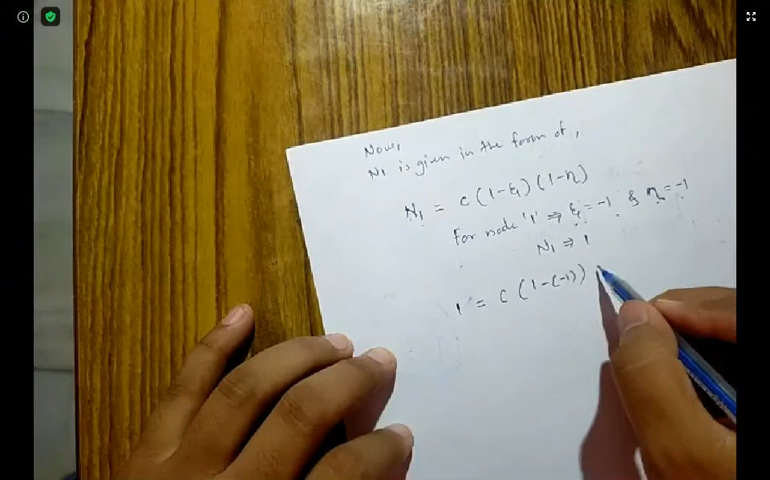 Now,
N1 is given in the form of,
N1 = C (1-ξ) (1-η)
For node '1' ⇒ ξ = -1 & η = -1
N1 ⇒ 1
1 = C (1-(-1))